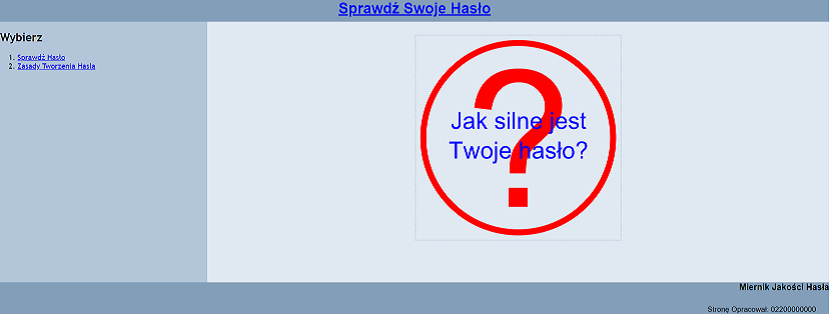 Sprawdź Swoje Hasło
Wybierz
1. Sprawdź Hasło
2. Zasady Tworzenia Hasla
Jak silne jest
Twoje hasło?
Miernik Jakości Hasła
Stronę Opracował: 02200000000